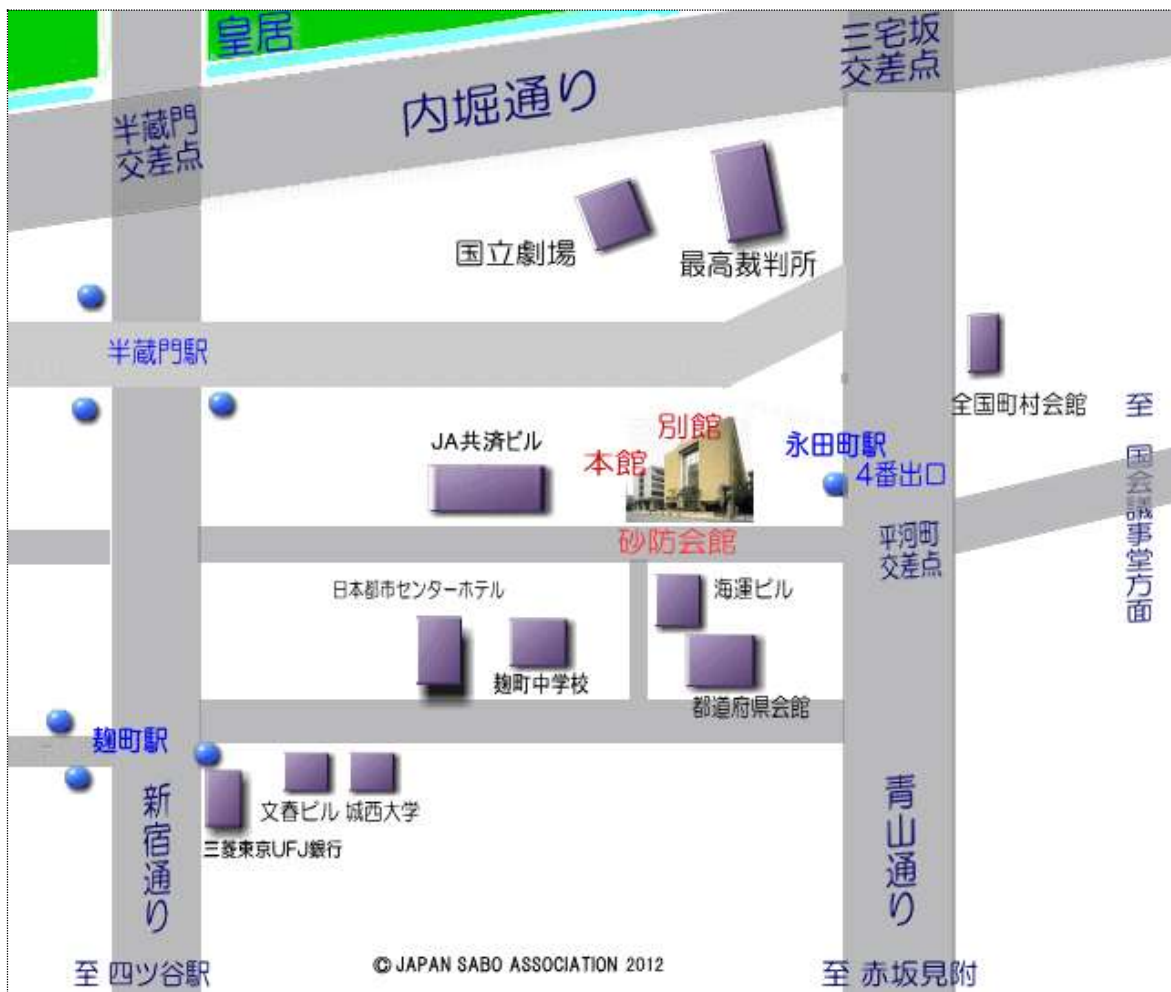 皇居
三宅坂
交差点
内堀通り
半蔵門
交差点
国立劇場
最高裁判所
半蔵門駅
全国町村会館
至 国会議事堂方面
別館
本館
JA共済ビル
永田町駅
4番出口
砂防会館
平河町
交差点
日本都市センターホテル
海運ビル
麹町中学校
都道府県会館
麹町駅
文春ビル
城西大学
三菱東京UFJ銀行
新宿通り
青山通り
至 四ツ谷駅
© JAPAN SABO ASSOCIATION 2012
至 赤坂見附